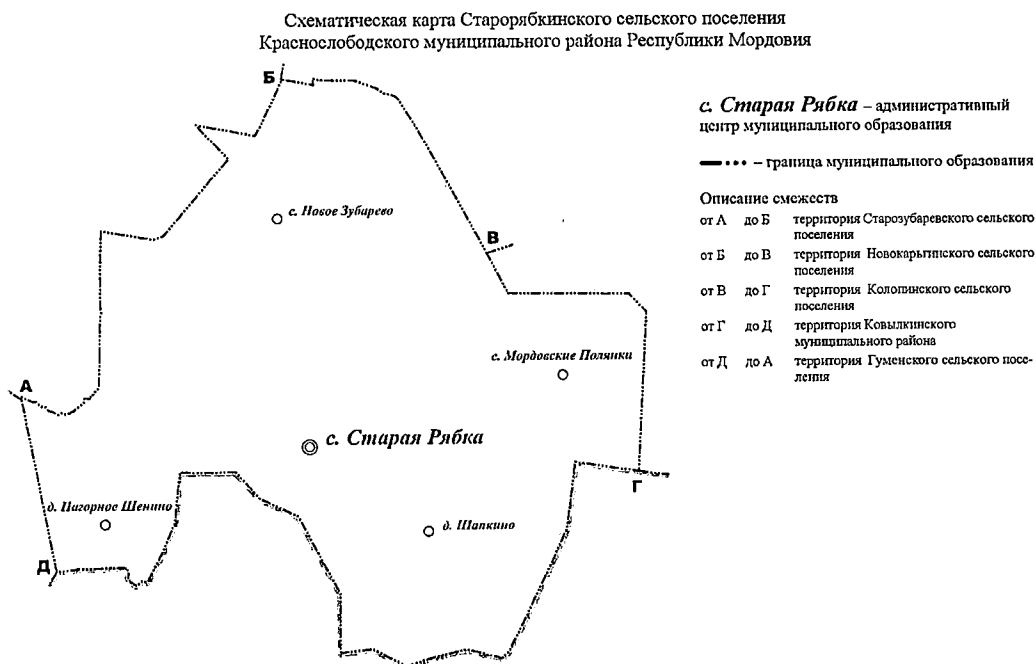 Схематическая карта Старорябкинского сельского поселения
Краснослободского муниципального района Республики Мордовия
Б
с. Старая Рябка – административный
центр муниципального образования
– граница муниципального образования
Описание смежеств
от А до Б территория Старозубаревского сельского
поселения
от Б до В территория Новокарьгинского сельского
поселения
от В до Г территория Колопинского сельского
поселения
от Г до Д территория Ковылкинского
муниципального района
от Д до А территория Гуменского сельского посе-
ления
с. Новое Зубарево
В
с. Мордовские Полянки
А
с. Старая Рябка
Г
д. Нагорное Шенино
д. Шапкино
Д